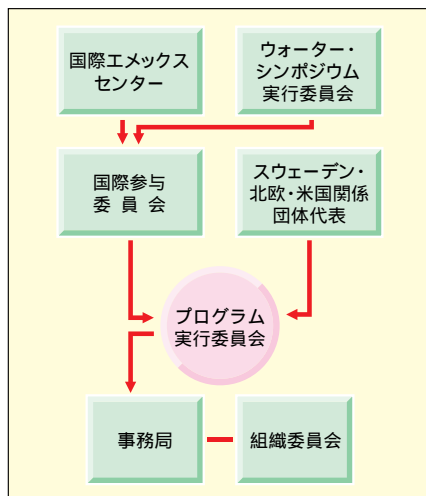 国際エメックス
センター
ウォーター・
シンポジウム
実行委員会
国際参与
委 員 会
スウェーデン・
北欧・米国関係
団体代表
プログラム
実行委員会
事務局
組織委員会